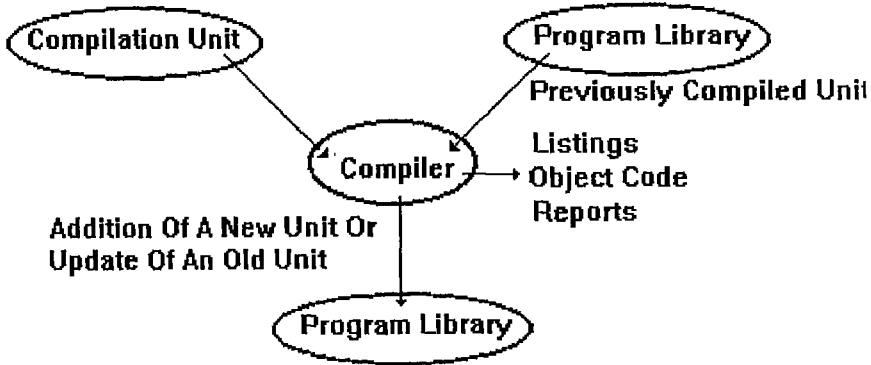 Compilation Unit
Program Library
Previously Compiled Unit
Compiler
Listings
Object Code
Reports
Addition Of A New Unit Or
Update Of An Old Unit
Program Library